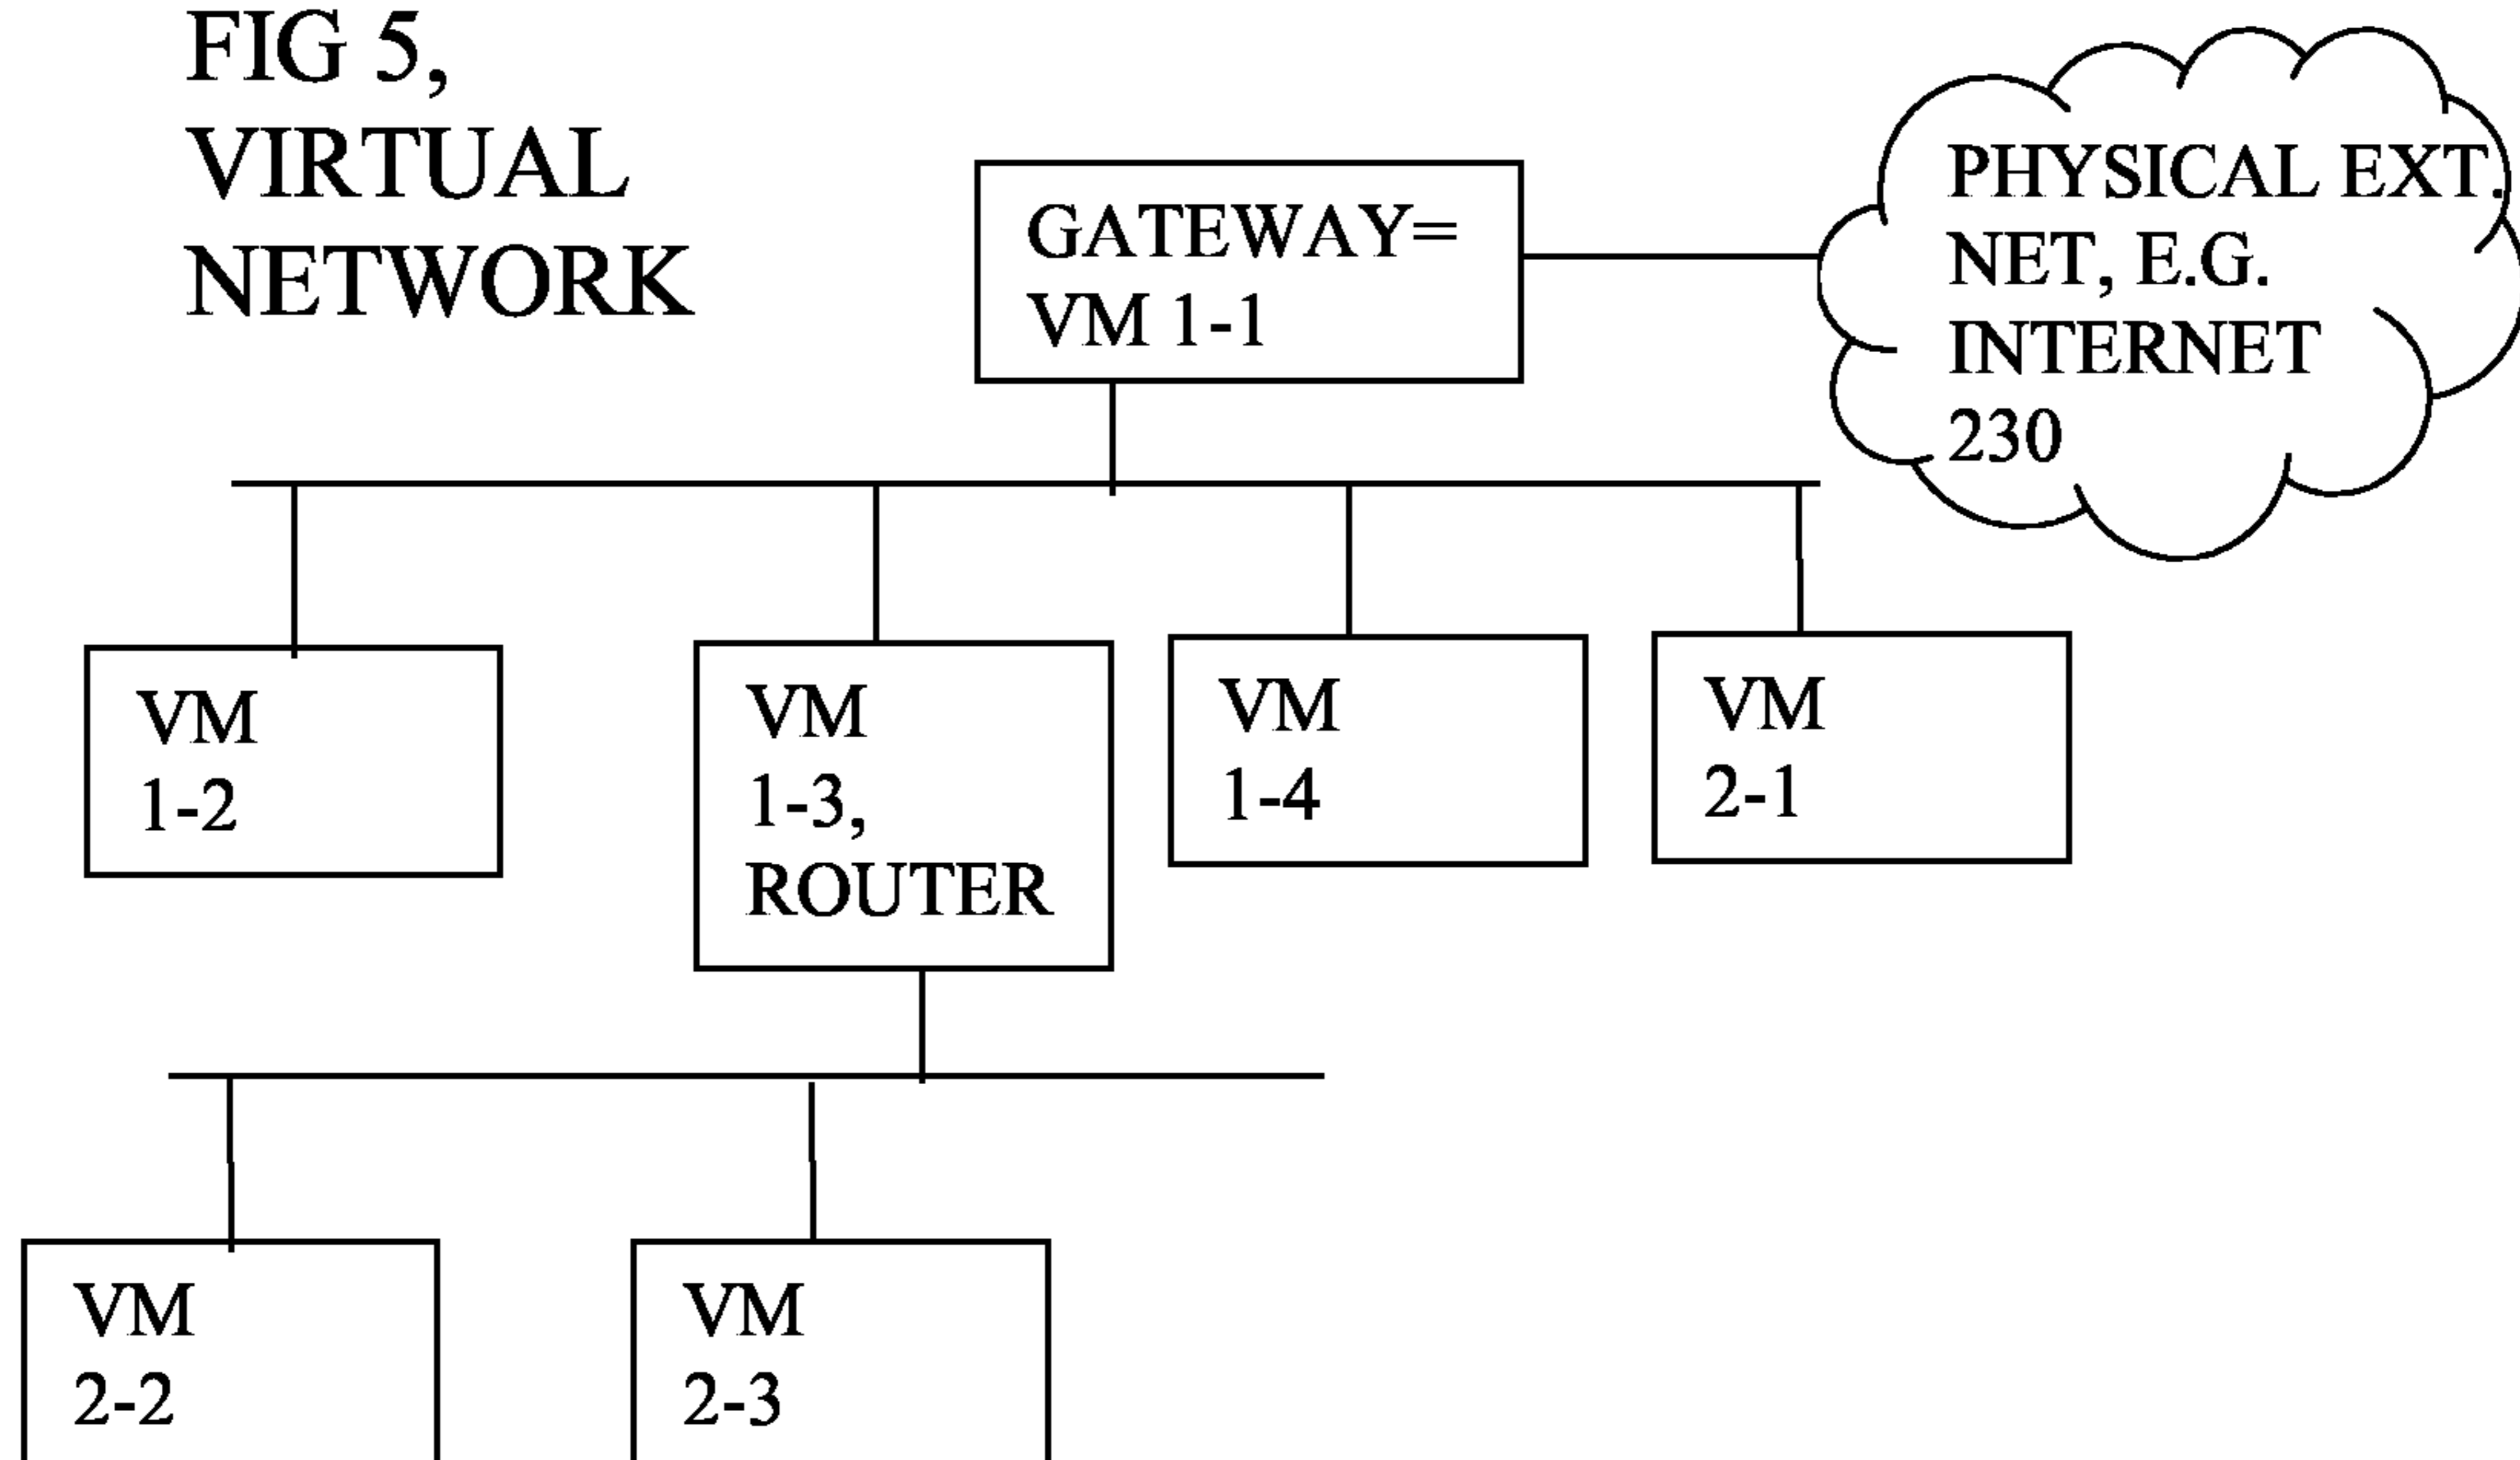 FIG 5,
VIRTUAL
NETWORK
GATEWAY=
VM 1-1
PHYSICAL EXT.
NET, E.G.
INTERNET
230
VM
1-2
VM
1-3,
ROUTER
VM
1-4
VM
2-1
VM
2-2
VM
2-3